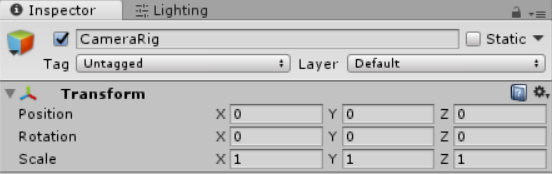 Inspector Lighting
CameraRig Static
Tag Untagged Layer Default
Transform
Position X 0 Y 0 Z 0
Rotation X 0 Y 0 Z 0
Scale X 1 Y 1 Z 1